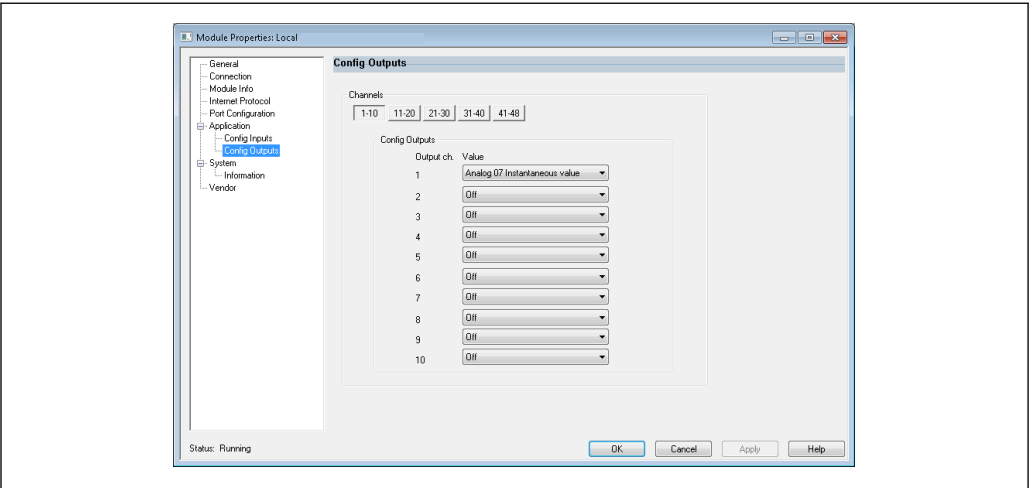 Module Properties: Local
General
Connection
Module Info
Internet Protocol
Port Configuration
Application
Config Inputs
Config Outputs
System
Information
Vendor
Config Outputs
Channels
1-10 11-20 21-30 31-40 41-48
Config Outputs
Output ch. Value
1 Analog 07 Instantaneous value
2 Off
3 Off
4 Off
5 Off
6 Off
7 Off
8 Off
9 Off
10 Off
Status: Running
OK Cancel Apply Help